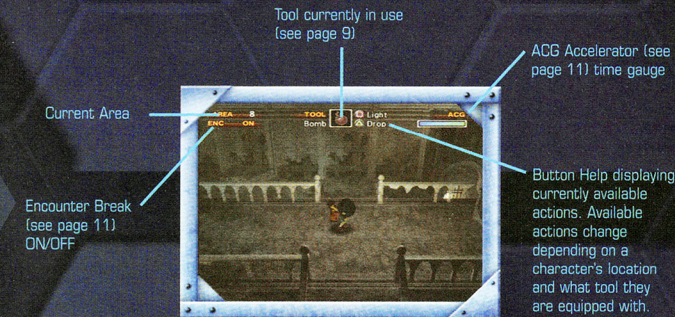 Tool currently in use
(see page 9)
ACG Accelerator (see
page 11) time gauge
Current Area
AREA 8
ENC ON
TOOL
Bomb
Light
Drop
ACG
Encounter Break
(see page 11)
ON/OFF
Button Help displaying
currently available
actions. Available
actions change
depending on a
character's location
and what tool they
are equipped with.